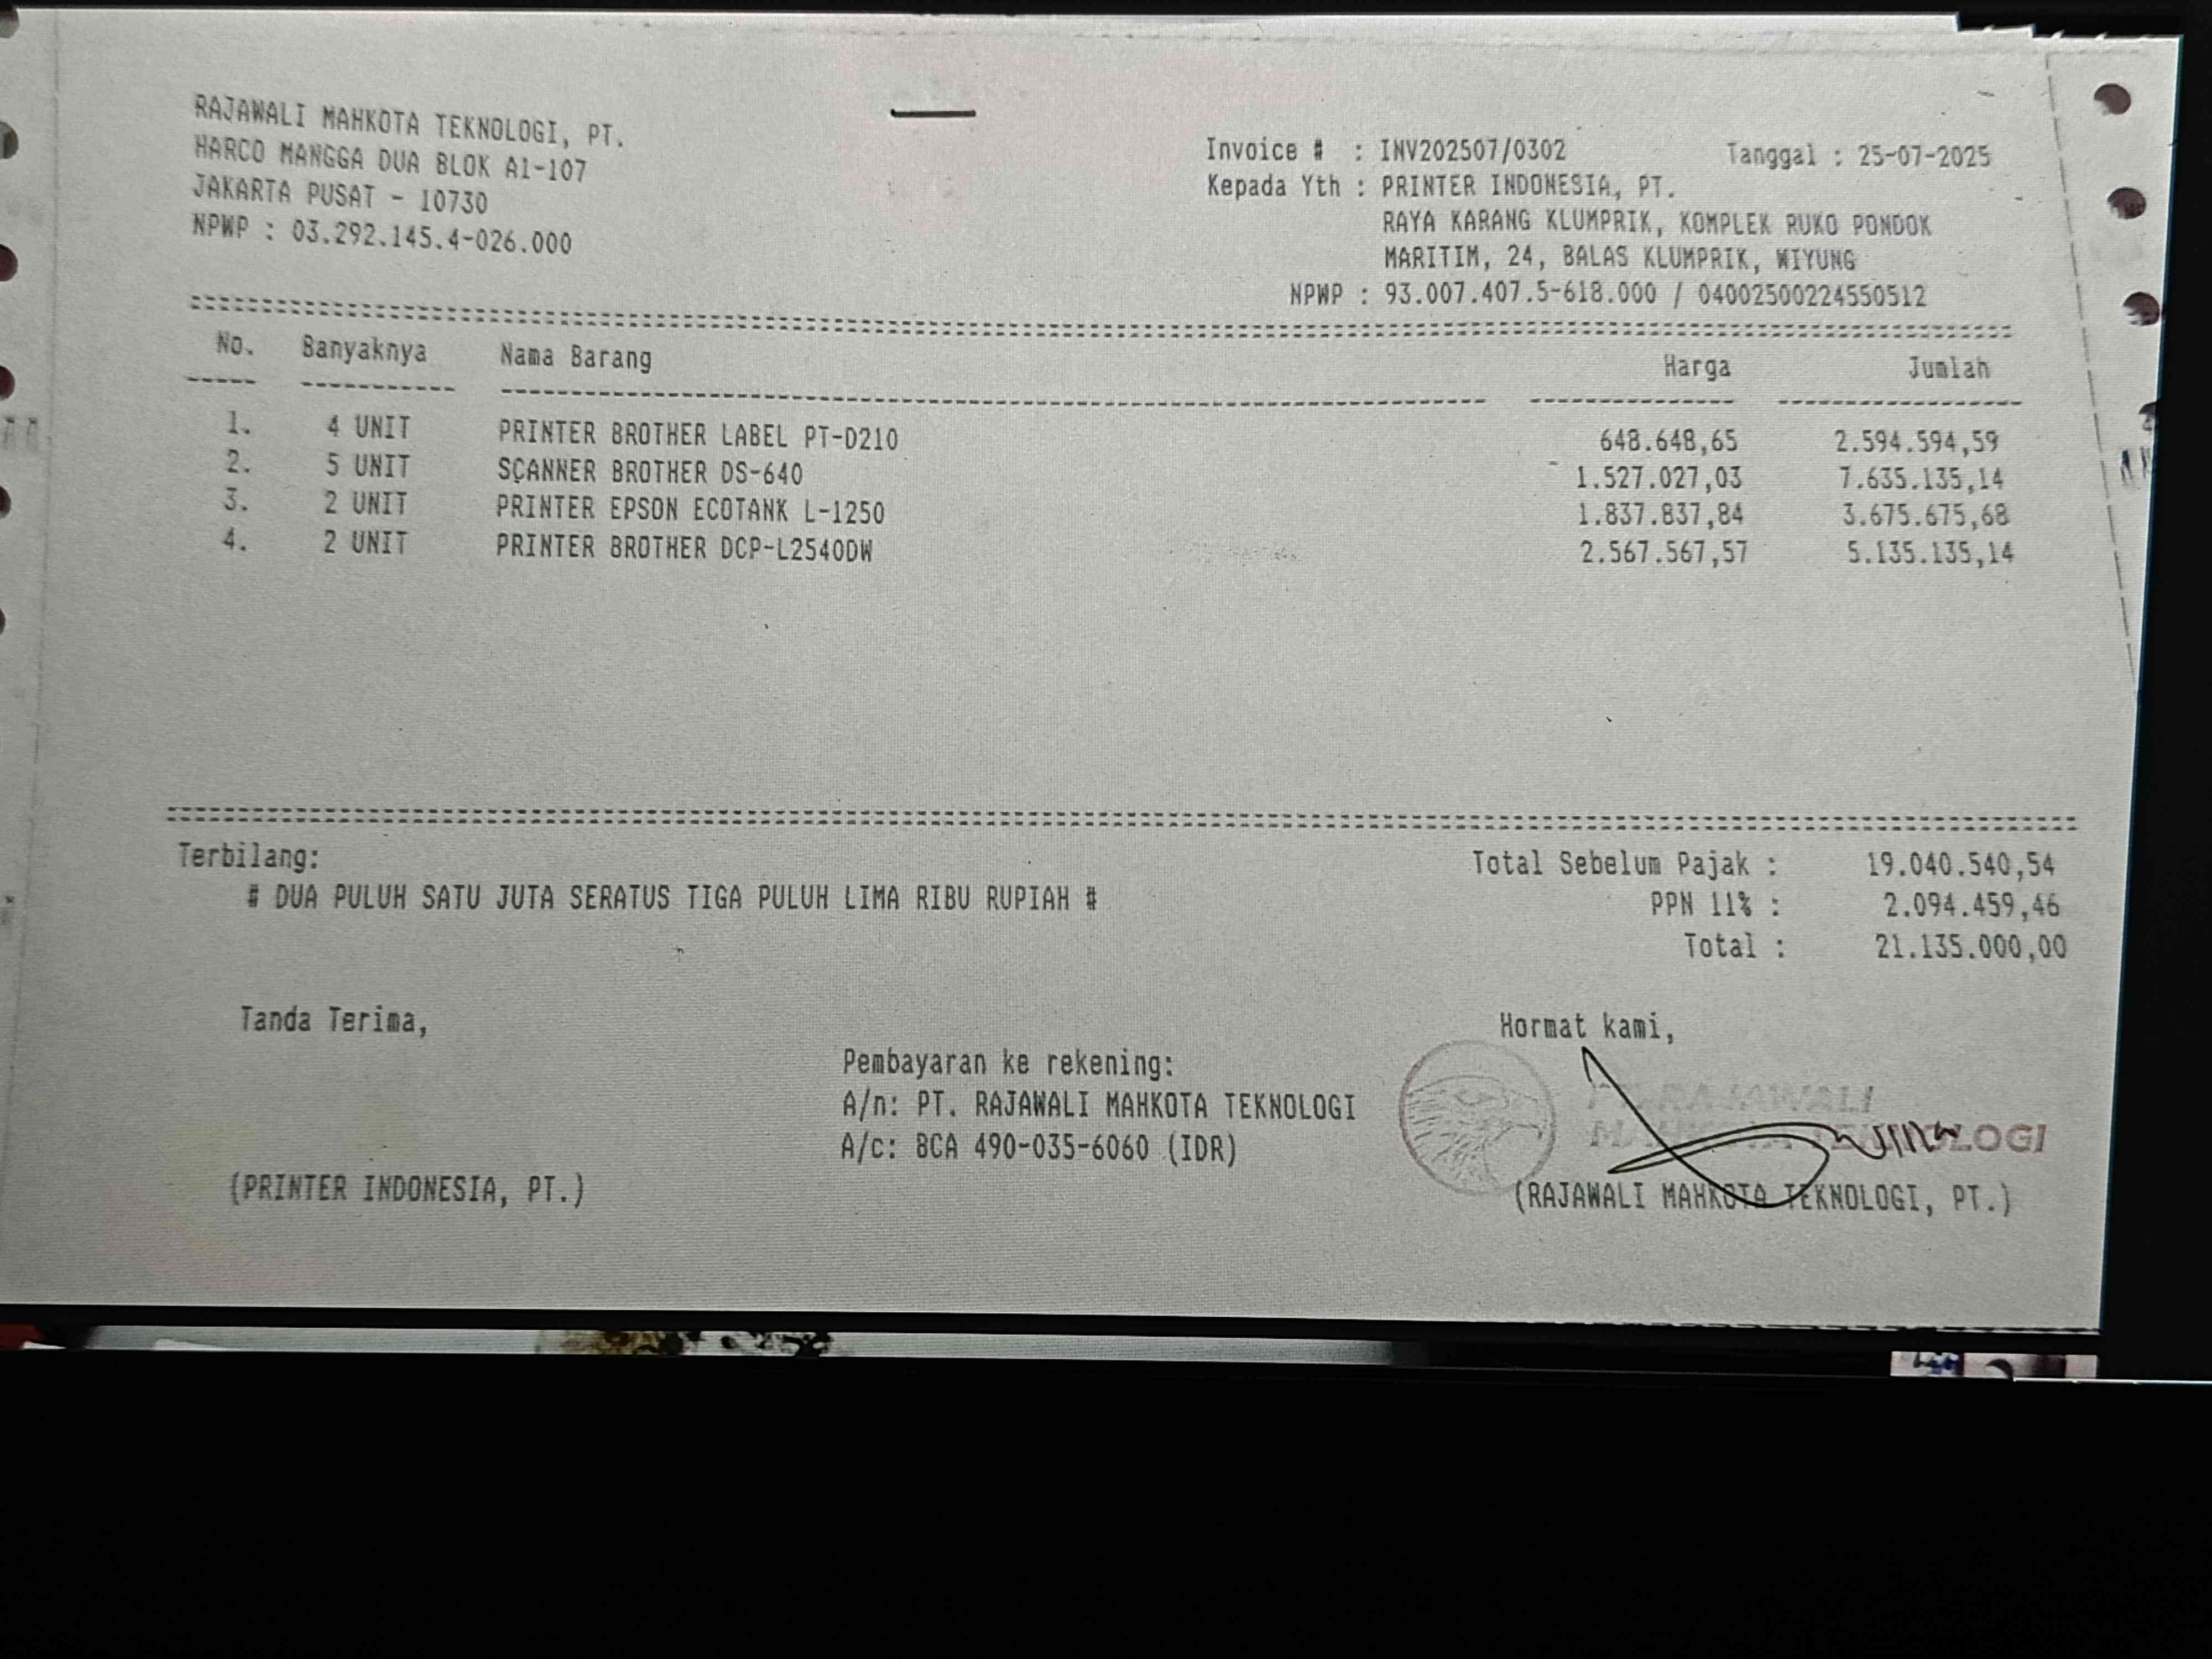 RAJAWALI MAHKOTA TEKNOLOGI, PT.
HARCO MANGGA DUA BLOK A1-107
JAKARTA PUSAT - 10730
NPWP : 03.292.145.4-026.000
Invoice # : INV202507/0302 Tanggal : 25-07-2025
Kepada Yth : PRINTER INDONESIA, PT.
RAYA KARANG KLUMPRIK, KOMPLEK RUKO PONDOK
MARITIM, 24, BALAS KLUMPRIK, WIYUNG
NPWP : 93.007.407.5-618.000 / 04002500224550512
No. Banyaknya Nama Barang Harga Jumlah
1. 4 UNIT PRINTER BROTHER LABEL PT-D210 648.648,65 2.594.594,59
2. 5 UNIT SCANNER BROTHER DS-640 1.527.027,03 7.635.135,14
3. 2 UNIT PRINTER EPSON ECOTANK L-1250 1.837.837,84 3.675.675,68
4. 2 UNIT PRINTER BROTHER DCP-L2540DW 2.567.567,57 5.135.135,14
Terbilang:
# DUA PULUH SATU JUTA SERATUS TIGA PULUH LIMA RIBU RUPIAH #
Total Sebelum Pajak : 19.040.540,54
PPN 11% : 2.094.459,46
Total : 21.135.000,00
Tanda Terima,
(PRINTER INDONESIA, PT.)
Pembayaran ke rekening:
A/n: PT. RAJAWALI MAHKOTA TEKNOLOGI
A/c: BCA 490-035-6060 (IDR)
Hormat kami,
PT. RAJAWALI
MAHKOTA TEKNOLOGI
(RAJAWALI MAHKOTA TEKNOLOGI, PT.)